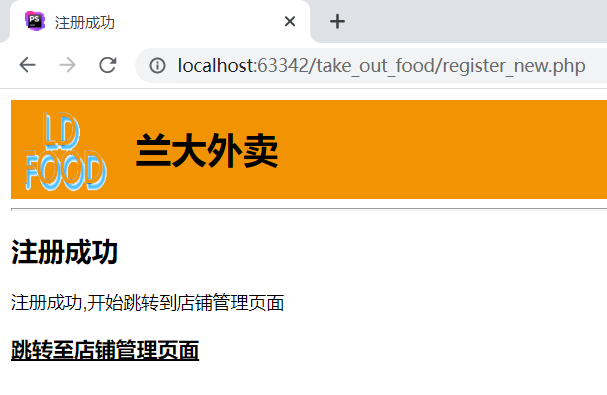 PS
注册成功
localhost:63342/take_out_food/register_new.php
LD
FOOD
兰大外卖
注册成功
注册成功,开始跳转到店铺管理页面
跳转至店铺管理页面